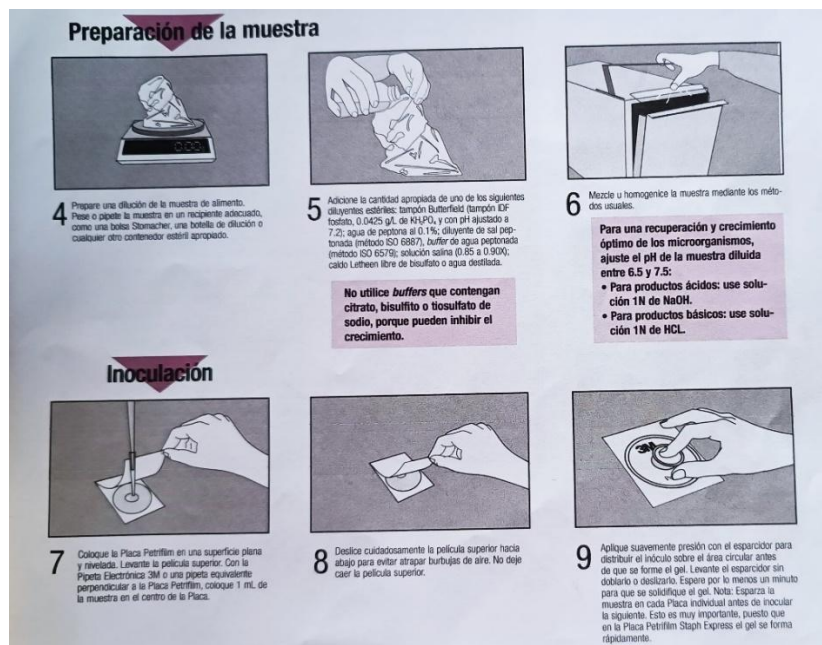 Preparación de la muestra
0.00
4 Prepare una dilución de la muestra de alimento.
Pese o pipete la muestra en un recipiente adecuado,
como una bolsa Stomacher, una botella de dilución o
cualquier otro contenedor estéril apropiado.
5 Adicione la cantidad apropiada de uno de los siguientes
diluyentes estériles: tampón Butterfield (tampón IDF
fosfato, 0.0425 g/L de KH₂PO₄ y con pH ajustado a
7.2); agua de peptona al 0.1%; diluyente de sal pep-
tonada (método ISO 6887), buffer de agua peptonada
(método ISO 6579); solución salina (0.85 a 0.90%);
caldo Letheen libre de bisulfato o agua destilada.
No utilice buffers que contengan
citrato, bisulfito o tiosulfato de
sodio, porque pueden inhibir el
crecimiento.
6 Mezcle u homogenice la muestra mediante los méto-
dos usuales.
Para una recuperación y crecimiento
óptimo de los microorganismos,
ajuste el pH de la muestra diluida
entre 6.5 y 7.5:
• Para productos ácidos: use solu-
ción 1N de NaOH.
• Para productos básicos: use solu-
ción 1N de HCL.
Inoculación
7 Coloque la Placa Petrifilm en una superficie plana
y nivelada. Levante la película superior. Con la
Pipeta Electrónica 3M o una pipeta equivalente
perpendicular a la Placa Petrifilm, coloque 1 mL de
la muestra en el centro de la Placa.
8 Deslice cuidadosamente la película superior hacia
abajo para evitar atrapar burbujas de aire. No deje
caer la película superior.
3M
9 Aplique suavemente presión con el esparcidor para
distribuir el inóculo sobre el área circular antes
de que se forme el gel. Levante el esparcidor sin
doblarlo o deslizarlo. Espere por lo menos un minuto
para que se solidifique el gel. Nota: Esparza la
muestra en cada Placa individual antes de inocular
la siguiente. Esto es muy importante, puesto que
en la Placa Petrifilm Staph Express el gel se forma
rápidamente.